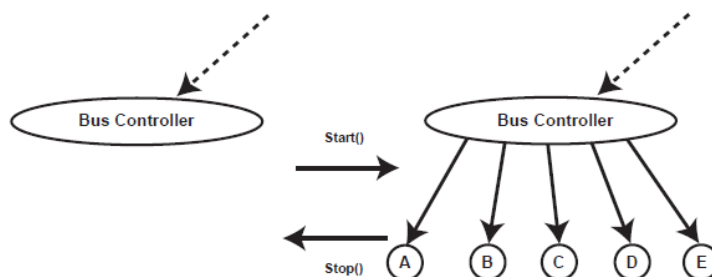 Bus Controller
Bus Controller
Start()
Stop()
A
B
C
D
E